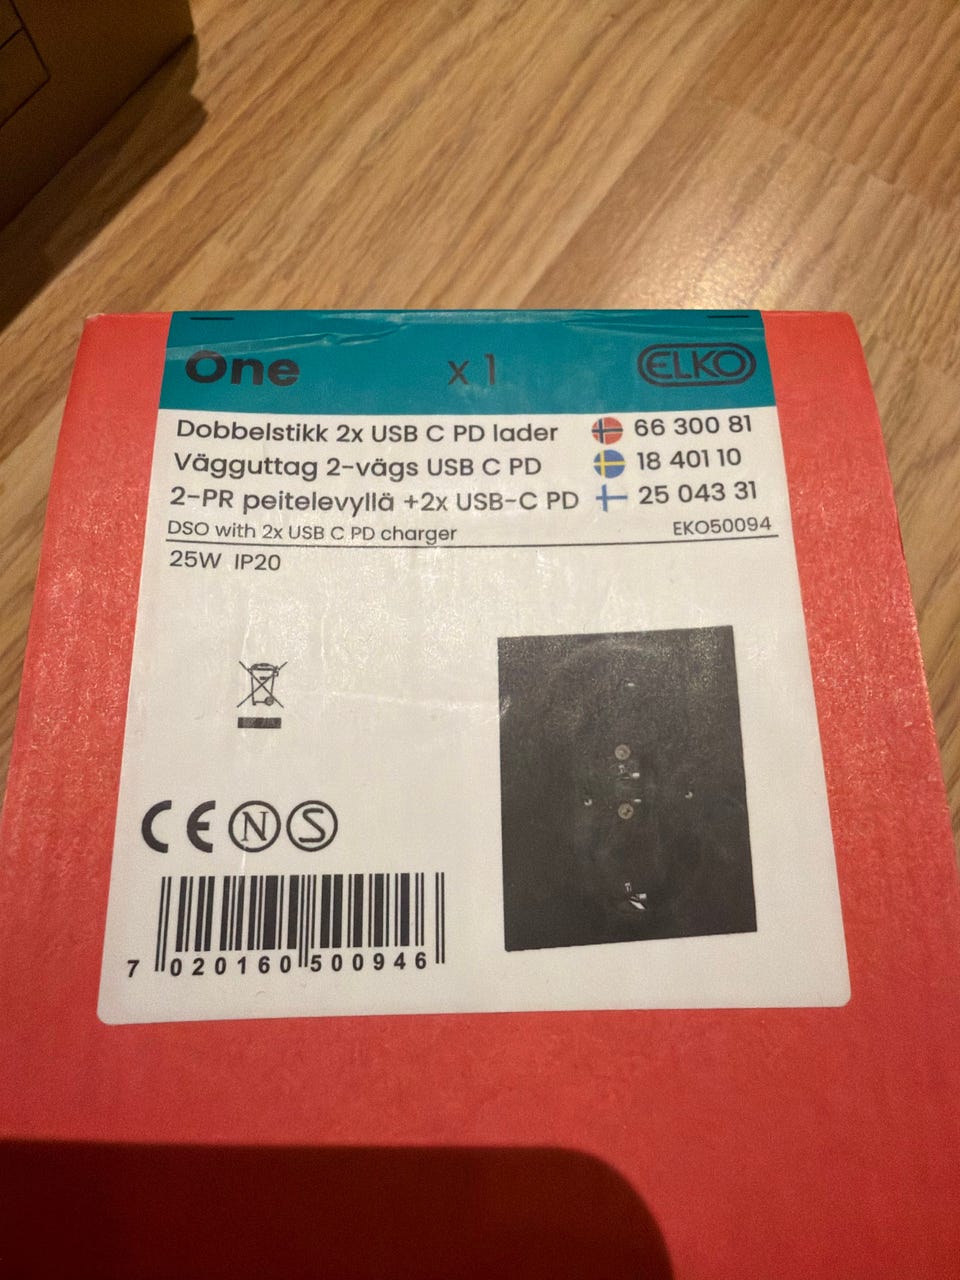 One x 1 ELKO
Dobbelstikk 2x USB C PD lader 66 300 81
Vägguttag 2-vägs USB C PD 18 401 10
2-PR peitelevyllä +2x USB-C PD 25 043 31
DSO with 2x USB C PD charger EKO50094
25W IP20
CE N S
7 020160 500946